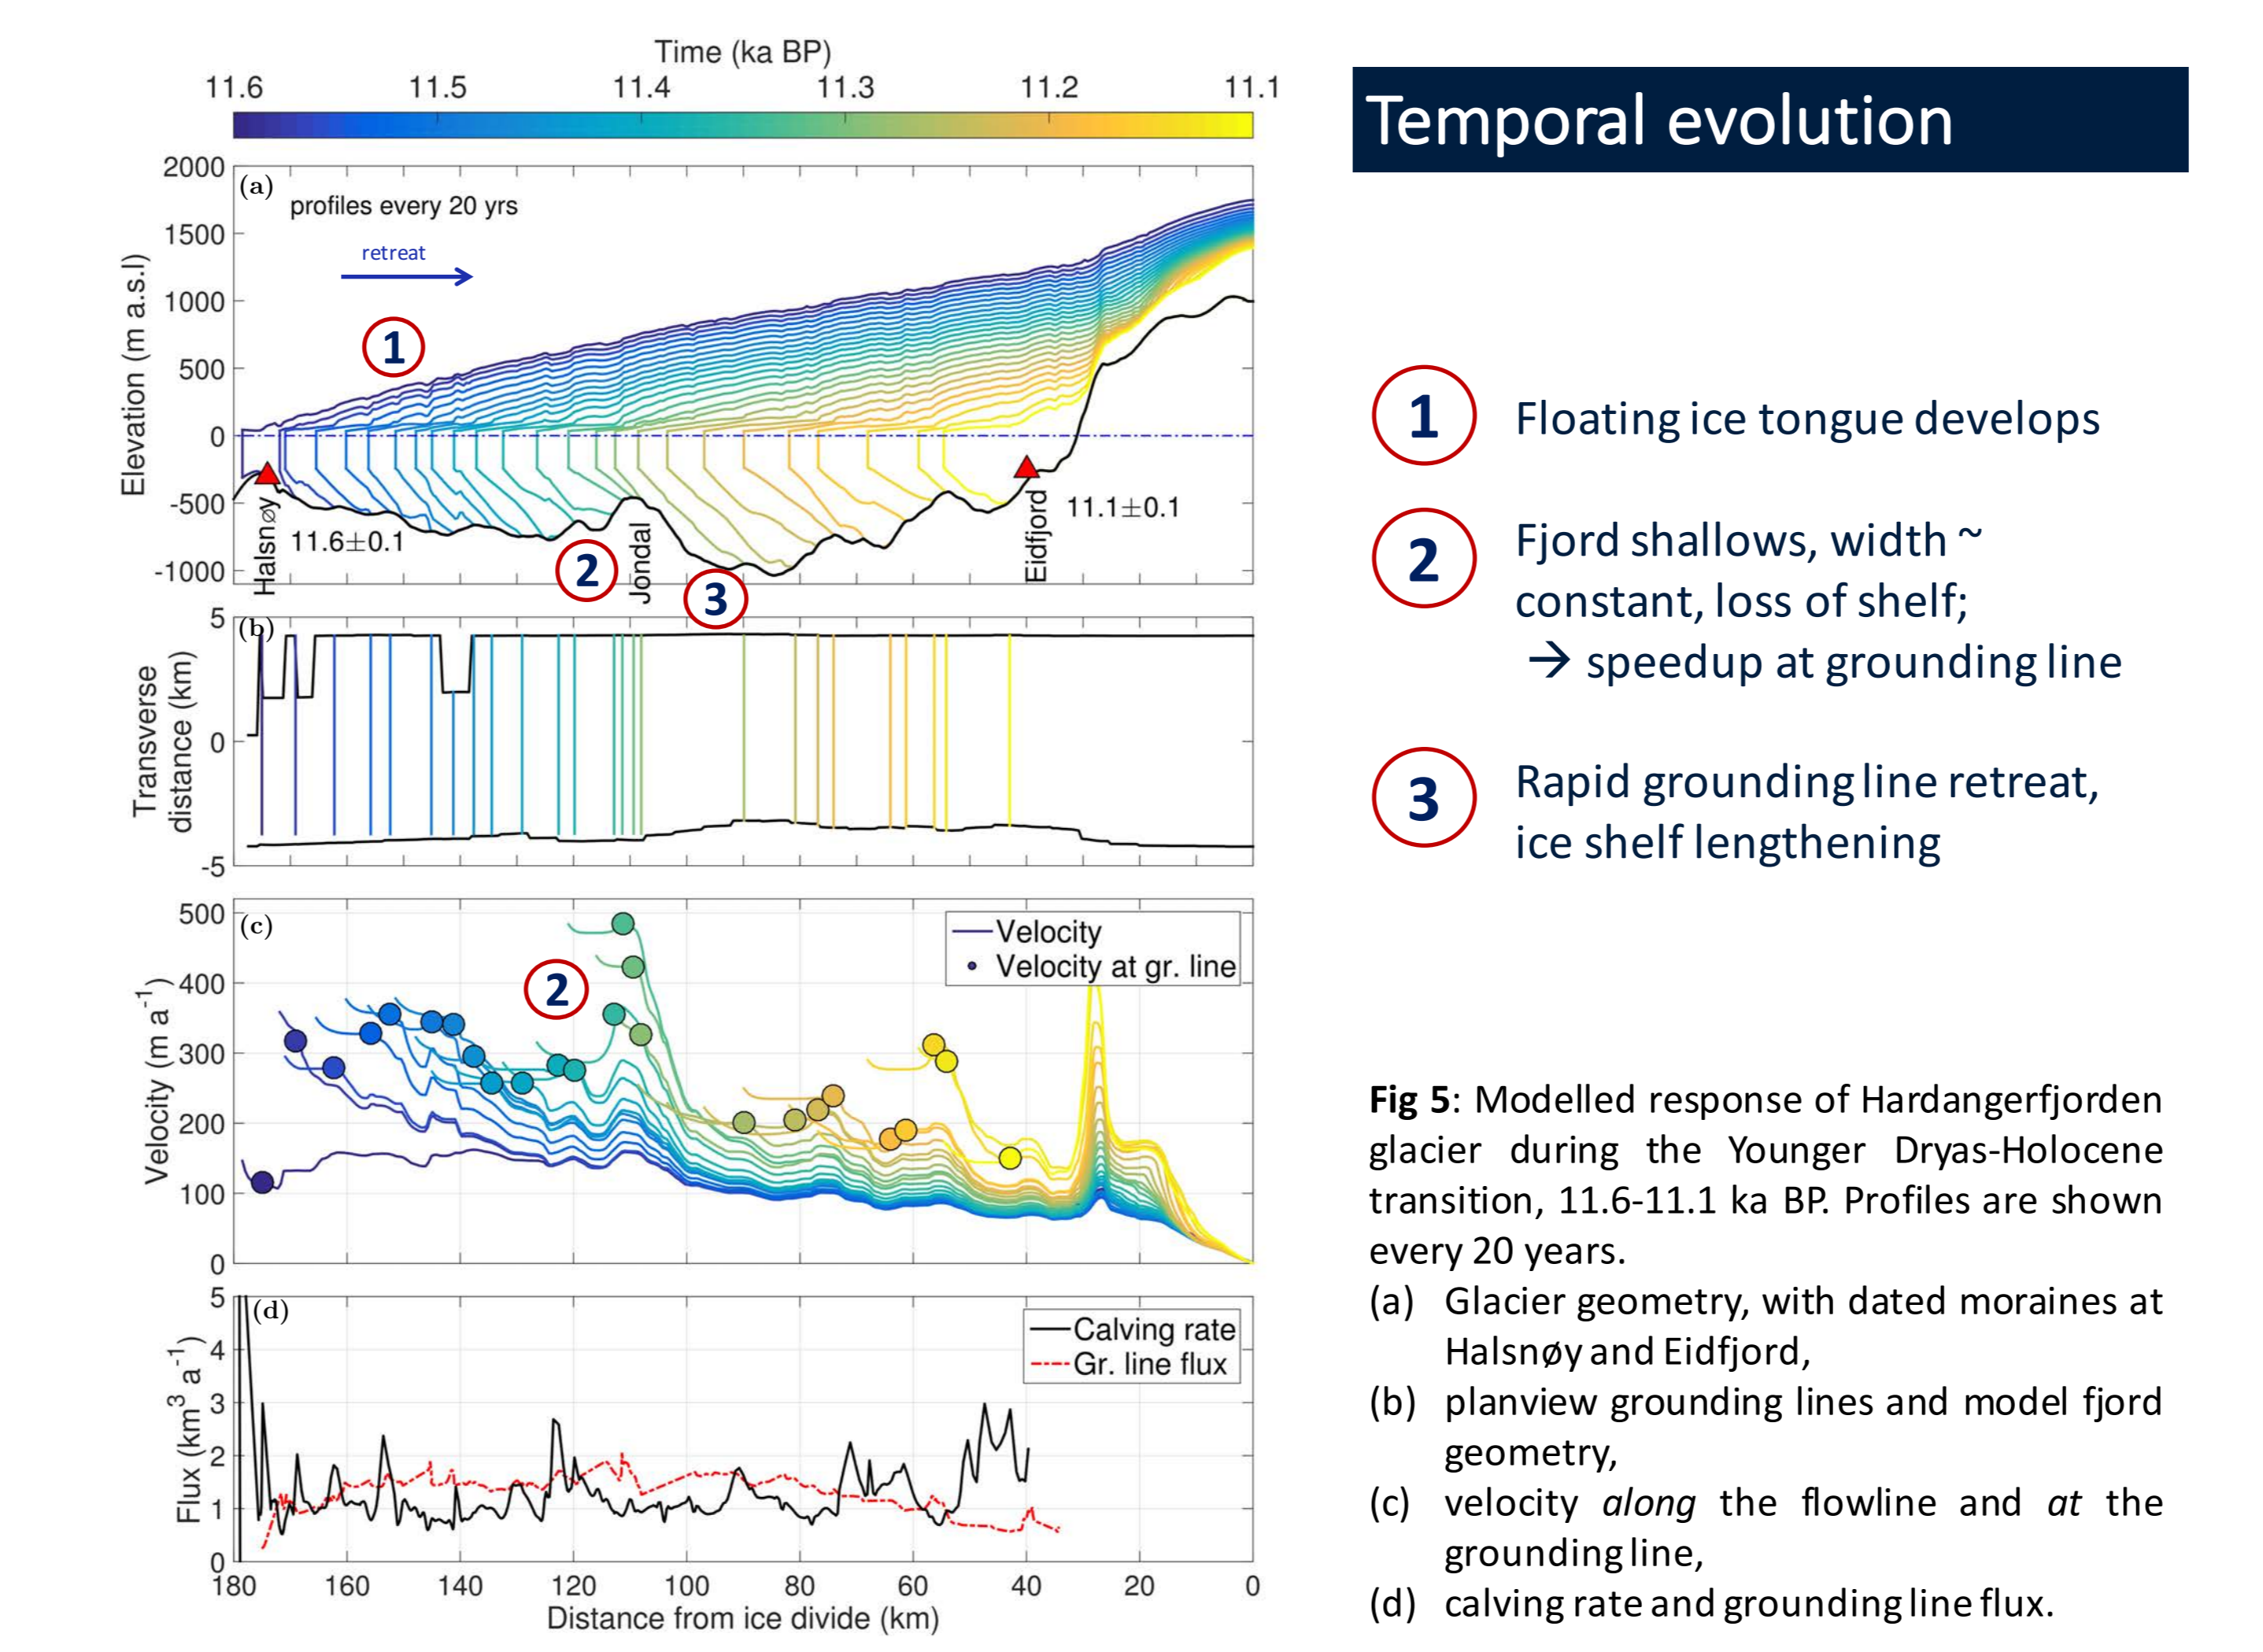 Time (ka BP)
11.6 11.5 11.4 11.3 11.2 11.1
2000
1500
1000
500
0
-500
-1000
Elevation (m a.s.l)
(a)
profiles every 20 yrs
retreat
1
Halsnøy
11.6±0.1
2
Jondal
3
Eidfjord
11.1±0.1
5
0
-5
Transverse
distance (km)
(b)
500
400
300
200
100
0
Velocity (m a⁻¹)
(c)
2
Velocity
Velocity at gr. line
5
4
3
2
1
0
Flux (km³ a⁻¹)
(d)
Calving rate
Gr. line flux
180 160 140 120 100 80 60 40 20 0
Distance from ice divide (km)
Temporal evolution
1 Floating ice tongue develops
2 Fjord shallows, width ~
constant, loss of shelf;
→ speedup at grounding line
3 Rapid grounding line retreat,
ice shelf lengthening
Fig 5: Modelled response of Hardangerfjorden
glacier during the Younger Dryas-Holocene
transition, 11.6-11.1 ka BP. Profiles are shown
every 20 years.
(a) Glacier geometry, with dated moraines at
Halsnøy and Eidfjord,
(b) planview grounding lines and model fjord
geometry,
(c) velocity along the flowline and at the
grounding line,
(d) calving rate and grounding line flux.